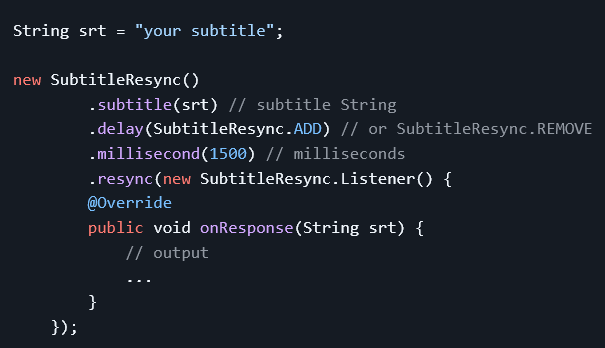 String srt = "your subtitle";
new SubtitleResync()
.subtitle(srt) // subtitle String
.delay(SubtitleResync.ADD) // or SubtitleResync.REMOVE
.millisecond(1500) // milliseconds
.resync(new SubtitleResync.Listener() {
@Override
public void onResponse(String srt) {
// output
...
}
});